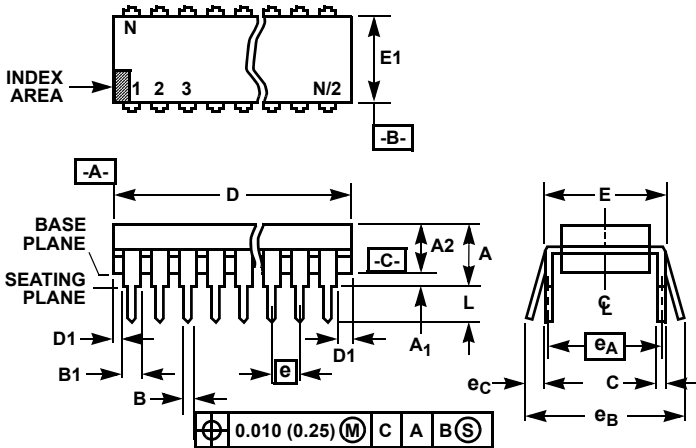 N
E1
INDEX
AREA
1 2 3 N/2
-B-
-A-
D
E
BASE
PLANE
A2
A
-C-
SEATING
PLANE
L
CL
D1
A1
D1
eA
B1
e
eC
C
B
eB
0.010 (0.25) M C A B S